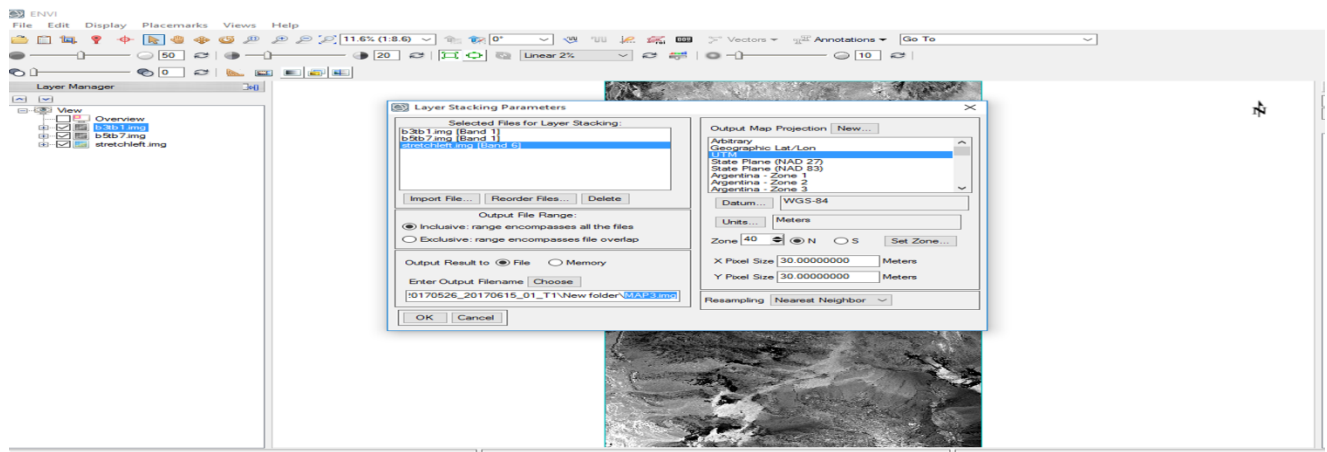 ENVI
File Edit Display Placemarks Views Help
11.6% (1:8.6) 0° Vectors Annotations Go To
50 20 Linear 2% 10
0
Layer Manager
View
Overview
b3tb1.img
b5tb7.img
stretchleft.img
Layer Stacking Parameters
Selected Files for Layer Stacking:
b3tb1.img [Band 1]
b5tb7.img [Band 1]
stretchleft.img [Band 6]
Import File... Reorder Files... Delete
Output File Range:
Inclusive: range encompasses all the files
Exclusive: range encompasses file overlap
Output Result to File Memory
Enter Output Filename Choose
20170526_20170615_01_T1\New folder\MAP3.img
OK Cancel
Output Map Projection New...
Arbitrary
Geographic Lat/Lon
UTM
State Plane (NAD 27)
State Plane (NAD 83)
Argentina - Zone 1
Argentina - Zone 2
Argentina - Zone 3
Datum... WGS-84
Units... Meters
Zone 40 N S Set Zone...
X Pixel Size 30.00000000 Meters
Y Pixel Size 30.00000000 Meters
Resampling Nearest Neighbor